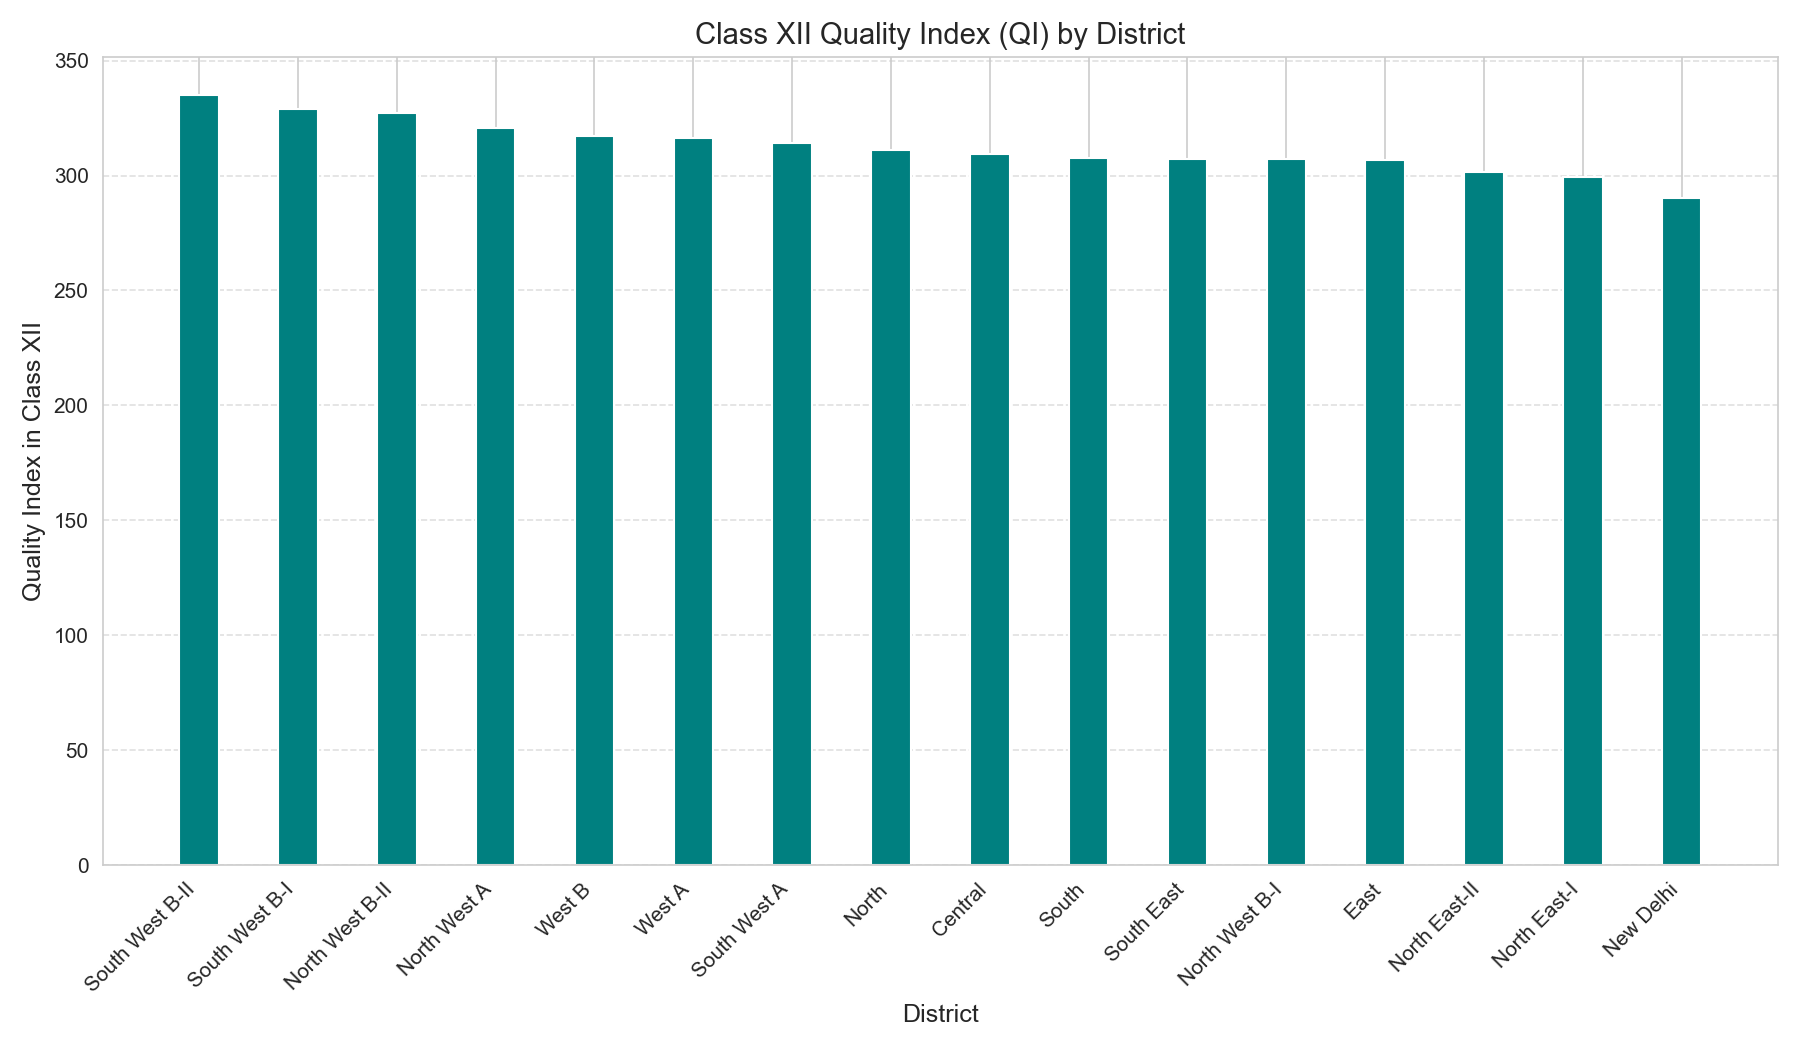 Class XII Quality Index (QI) by District
Quality Index in Class XII
350
300
250
200
150
100
50
0
South West B-II
South West B-I
North West B-II
North West A
West B
West A
South West A
North
Central
South
South East
North West B-I
East
North East-II
North East-I
New Delhi
District